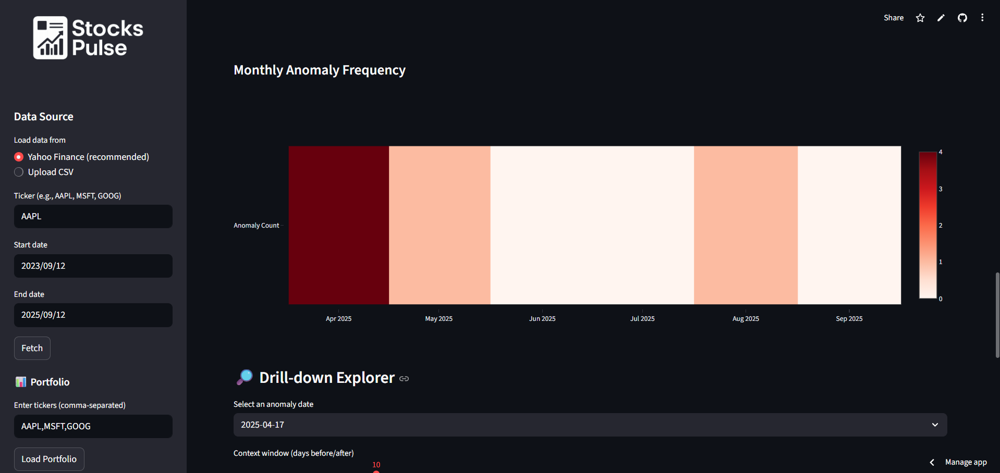 Stocks
Pulse
Data Source
Load data from
Yahoo Finance (recommended)
Upload CSV
Ticker (e.g., AAPL, MSFT, GOOG)
AAPL
Start date
2023/09/12
End date
2025/09/12
Fetch
Portfolio
Enter tickers (comma-separated)
AAPL,MSFT,GOOG
Load Portfolio
Share
Monthly Anomaly Frequency
Anomaly Count
4
3
2
1
0
Apr 2025
May 2025
Jun 2025
Jul 2025
Aug 2025
Sep 2025
Drill-down Explorer
Select an anomaly date
2025-04-17
Context window (days before/after)
10
Manage app